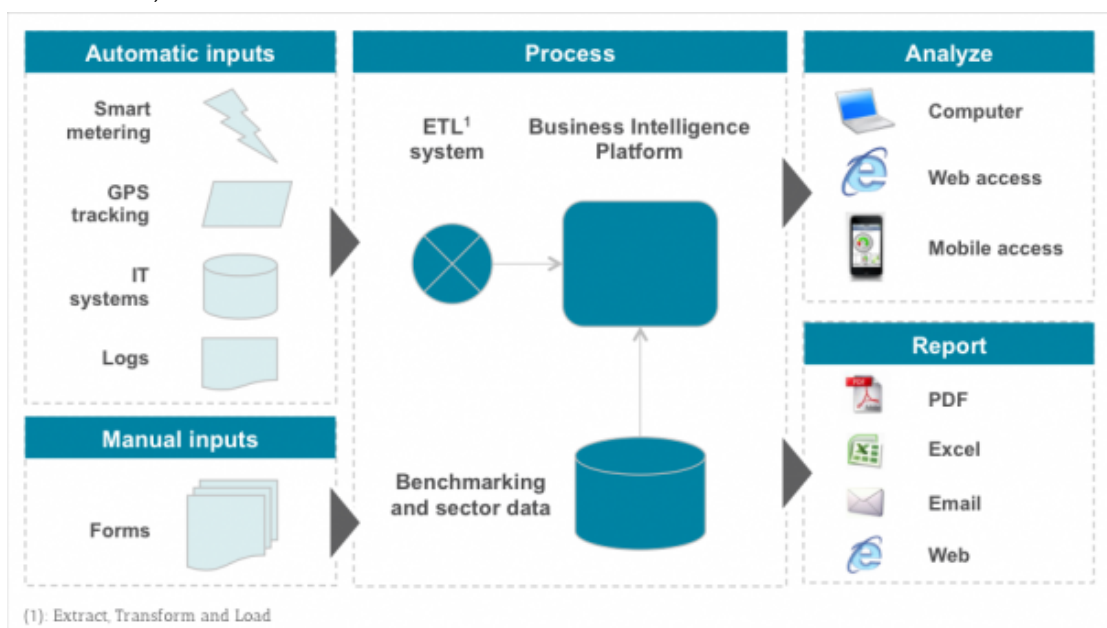 Automatic inputs
Smart
metering
GPS
tracking
IT
systems
Logs
Manual inputs
Forms
Process
ETL¹
system
Business Intelligence
Platform
Benchmarking
and sector data
Analyze
Computer
Web access
Mobile access
Report
PDF
PDF
Excel
Email
Web
(1): Extract, Transform and Load